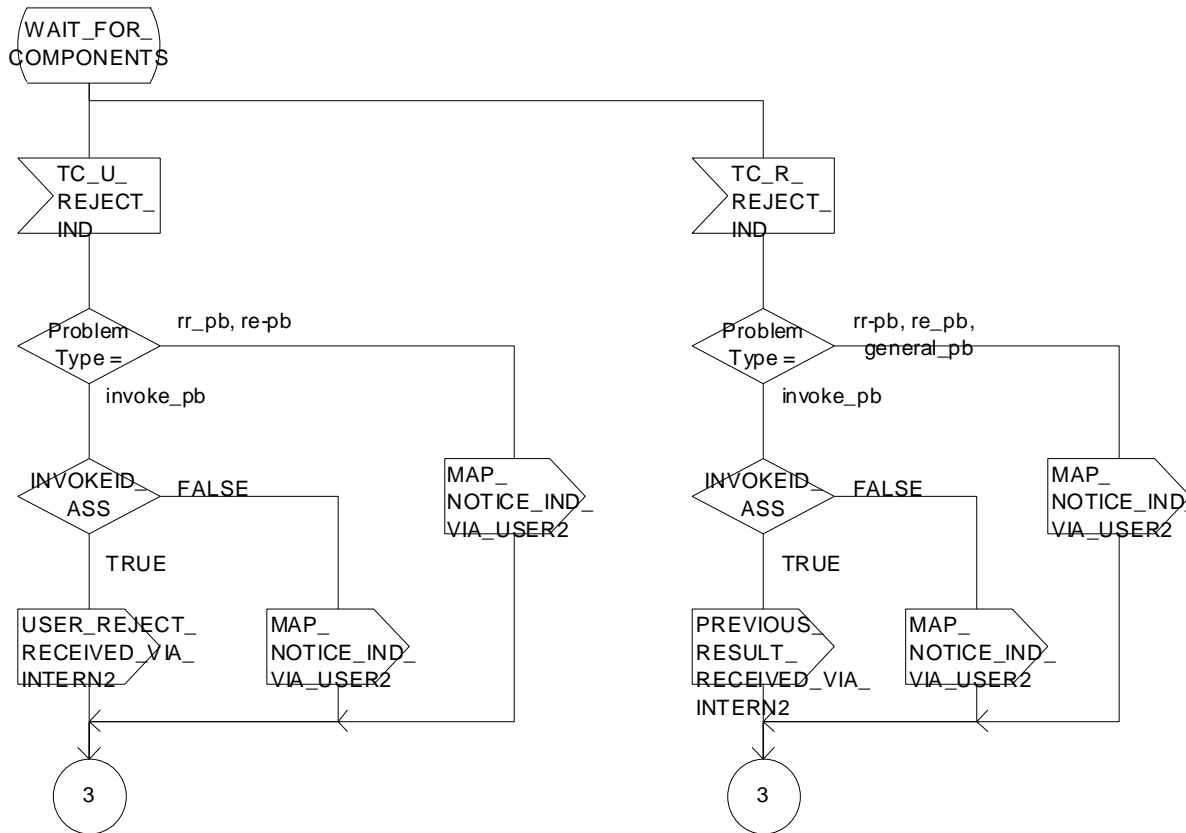 WAIT_FOR_
COMPONENTS
TC_U_
REJECT_
IND
TC_R_
REJECT_
IND
Problem
Type =
rr_pb, re-pb
invoke_pb
Problem
Type =
rr-pb, re_pb,
general_pb
invoke_pb
INVOKEID_
ASS
FALSE
TRUE
MAP_
NOTICE_IND_
VIA_USER2
INVOKEID_
ASS
FALSE
TRUE
MAP_
NOTICE_IND_
VIA_USER2
USER_REJECT_
RECEIVED_VIA_
INTERN2
MAP_
NOTICE_IND_
VIA_USER2
PREVIOUS_
RESULT_
RECEIVED_VIA_
INTERN2
MAP_
NOTICE_IND_
VIA_USER2
3
3